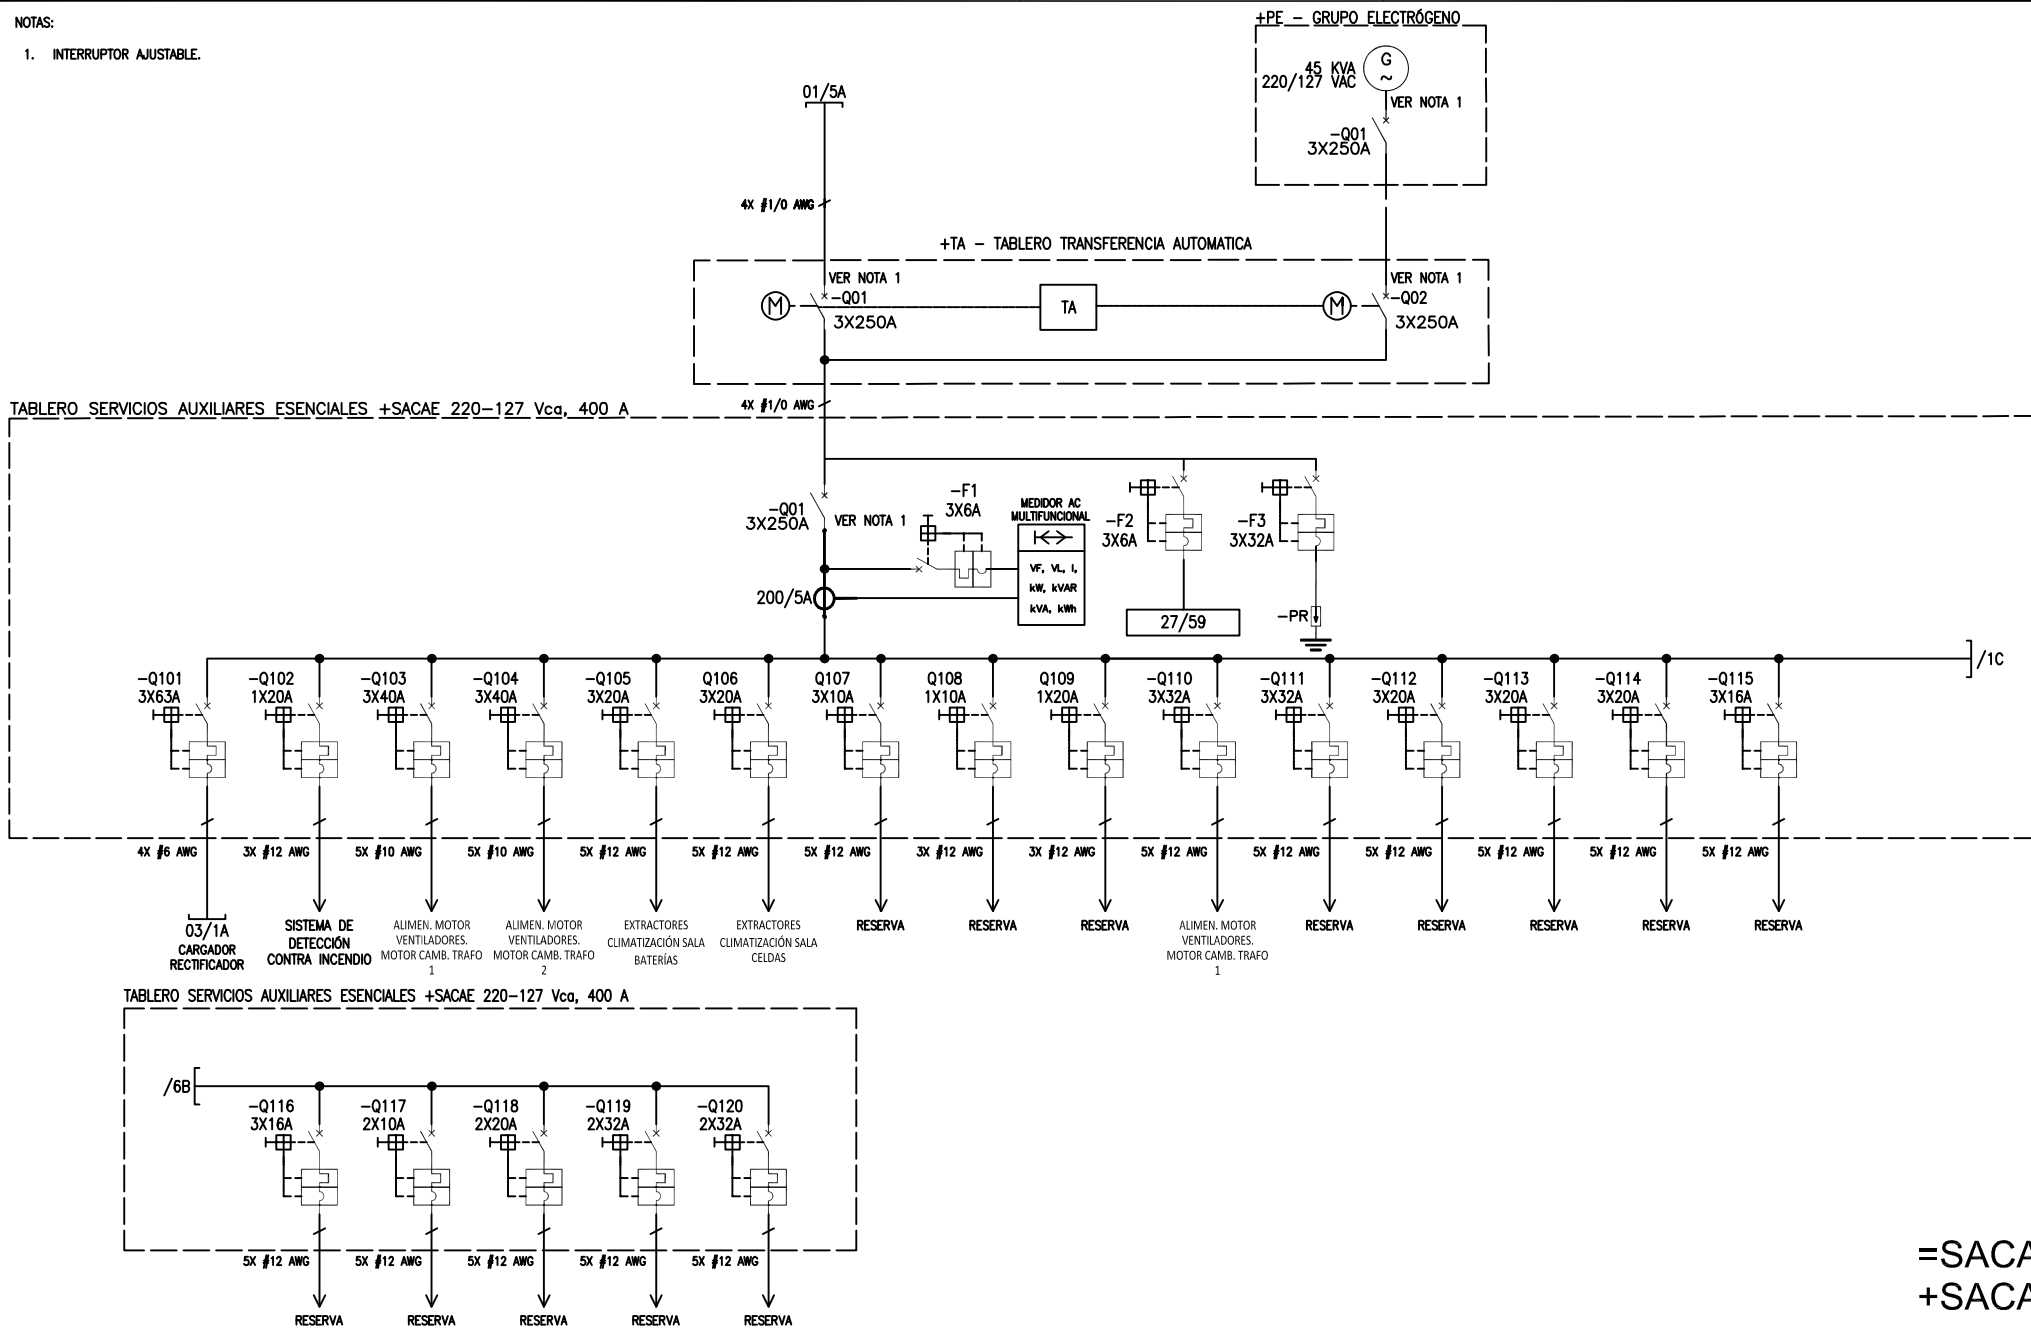 NOTAS:
1. INTERRUPTOR AJUSTABLE.
+PE – GRUPO ELECTRÓGENO
45 KVA
220/127 VAC
G
~
VER NOTA 1
-Q01
3X250A
01/5A
4X #1/0 AWG
+TA – TABLERO TRANSFERENCIA AUTOMATICA
VER NOTA 1
-Q01
3X250A
M
TA
M
VER NOTA 1
-Q02
3X250A
TABLERO SERVICIOS AUXILIARES ESENCIALES +SACAE 220-127 Vca, 400 A
4X #1/0 AWG
-Q01
3X250A
VER NOTA 1
-F1
3X6A
MEDIDOR AC
MULTIFUNCIONAL
VF, VL, I,
kW, kVAR
kVA, kWh
200/5A
-F2
3X6A
27/59
-F3
3X32A
-PR
/1C
-Q101
3X63A
-Q102
1X20A
-Q103
3X40A
-Q104
3X40A
-Q105
3X20A
Q106
3X20A
Q107
3X10A
Q108
1X10A
Q109
1X20A
-Q110
3X32A
-Q111
3X32A
-Q112
3X20A
-Q113
3X20A
-Q114
3X20A
-Q115
3X16A
4X #6 AWG
3X #12 AWG
5X #10 AWG
5X #10 AWG
5X #12 AWG
5X #12 AWG
5X #12 AWG
3X #12 AWG
3X #12 AWG
5X #12 AWG
5X #12 AWG
5X #12 AWG
5X #12 AWG
5X #12 AWG
5X #12 AWG
03/1A
CARGADOR
RECTIFICADOR
SISTEMA DE
DETECCIÓN
CONTRA INCENDIO
ALIMEN. MOTOR
VENTILADORES.
MOTOR CAMB. TRAFO
1
ALIMEN. MOTOR
VENTILADORES.
MOTOR CAMB. TRAFO
2
EXTRACTORES
CLIMATIZACIÓN SALA
BATERÍAS
EXTRACTORES
CLIMATIZACIÓN SALA
CELDAS
RESERVA
RESERVA
RESERVA
ALIMEN. MOTOR
VENTILADORES.
MOTOR CAMB. TRAFO
1
RESERVA
RESERVA
RESERVA
RESERVA
RESERVA
TABLERO SERVICIOS AUXILIARES ESENCIALES +SACAE 220-127 Vca, 400 A
/6B
-Q116
3X16A
-Q117
2X10A
-Q118
2X20A
-Q119
2X32A
-Q120
2X32A
5X #12 AWG
5X #12 AWG
5X #12 AWG
5X #12 AWG
5X #12 AWG
RESERVA
RESERVA
RESERVA
RESERVA
RESERVA
=SACA
+SACA